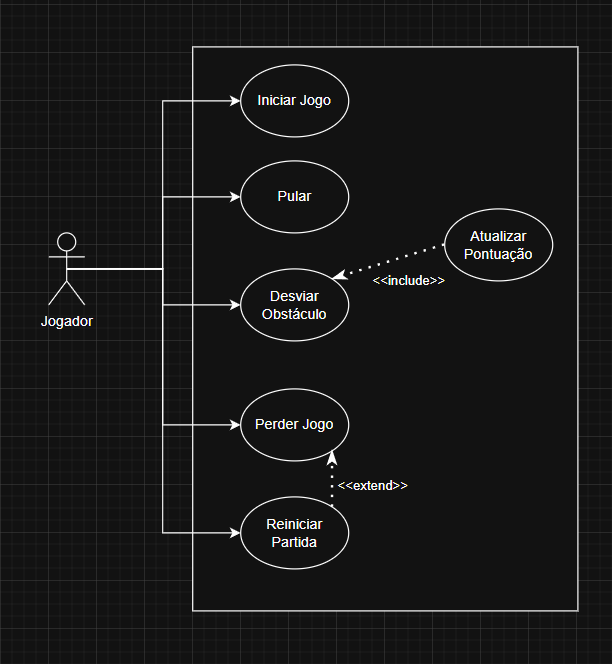 Iniciar Jogo
Pular
Atualizar
Pontuação
<<include>>
Desviar
Obstáculo
Jogador
Perder Jogo
<<extend>>
Reiniciar
Partida